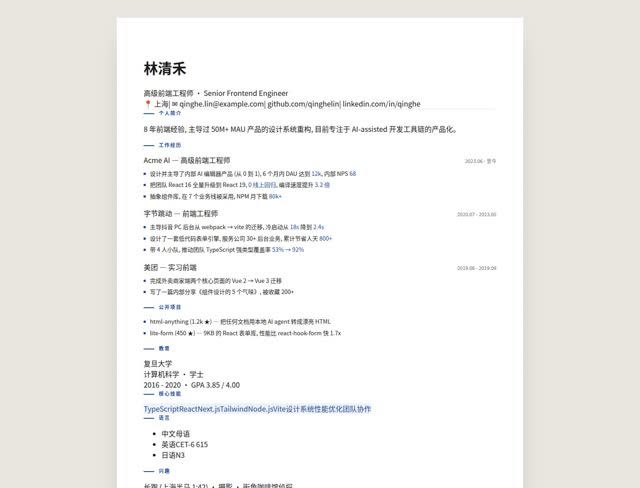 林清禾
高级前端工程师 · Senior Frontend Engineer
📍 上海| ✉ qinghe.lin@example.com| github.com/qinghelin| linkedin.com/in/qinghe
个人简介
8 年前端经验, 主导过 50M+ MAU 产品的设计系统重构, 目前专注于 AI-assisted 开发工具链的产品化。
工作经历
Acme AI — 高级前端工程师
2023.06 - 至今
设计并主导了内部 AI 编辑器产品 (从 0 到 1), 6 个月内 DAU 达到 12k, 内部 NPS 68
把团队 React 16 全量升级到 React 19, 0 线上回归, 编译速度提升 3.2 倍
抽象组件库, 在 7 个业务线被采用, NPM 月下载 80k+
字节跳动 — 前端工程师
2020.07 - 2023.05
主导抖音 PC 后台从 webpack → vite 的迁移, 冷启动从 18s 降到 2.4s
设计了一套低代码表单引擎, 服务公司 30+ 后台业务, 累计节省人天 800+
带 4 人小队, 推动团队 TypeScript 强类型覆盖率 53% → 92%
美团 — 实习前端
2019.06 - 2019.09
完成外卖商家端两个核心页面的 Vue 2 → Vue 3 迁移
写了一篇内部分享《组件设计的 5 个气味》, 被收藏 200+
公开项目
html-anything (1.2k ★) — 把任何文档用本地 AI agent 转成漂亮 HTML
lite-form (450 ★) — 9KB 的 React 表单库, 性能比 react-hook-form 快 1.7x
教育
复旦大学
计算机科学 · 学士
2016 - 2020 · GPA 3.85 / 4.00
核心技能
TypeScriptReactNext.jsTailwindNode.jsVite设计系统性能优化团队协作
语言
中文母语
英语CET-6 615
日语N3
兴趣
长跑 (上海半马 1:42) · 摄影 · 街角咖啡馆侦探